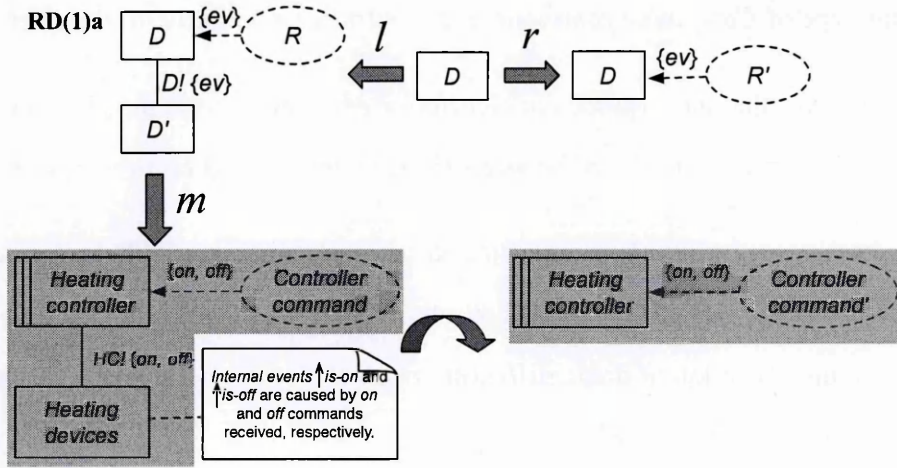 RD(1)a
D
{ev}
R
D! {ev}
D'
l
D
r
D
{ev}
R'
m
Heating
controller
{on, off}
Controller
command
HC! {on, off}
Heating
devices
Internal events ↑is-on and
↑is-off are caused by on
and off commands
received, respectively.
Heating
controller
{on, off}
Controller
command'